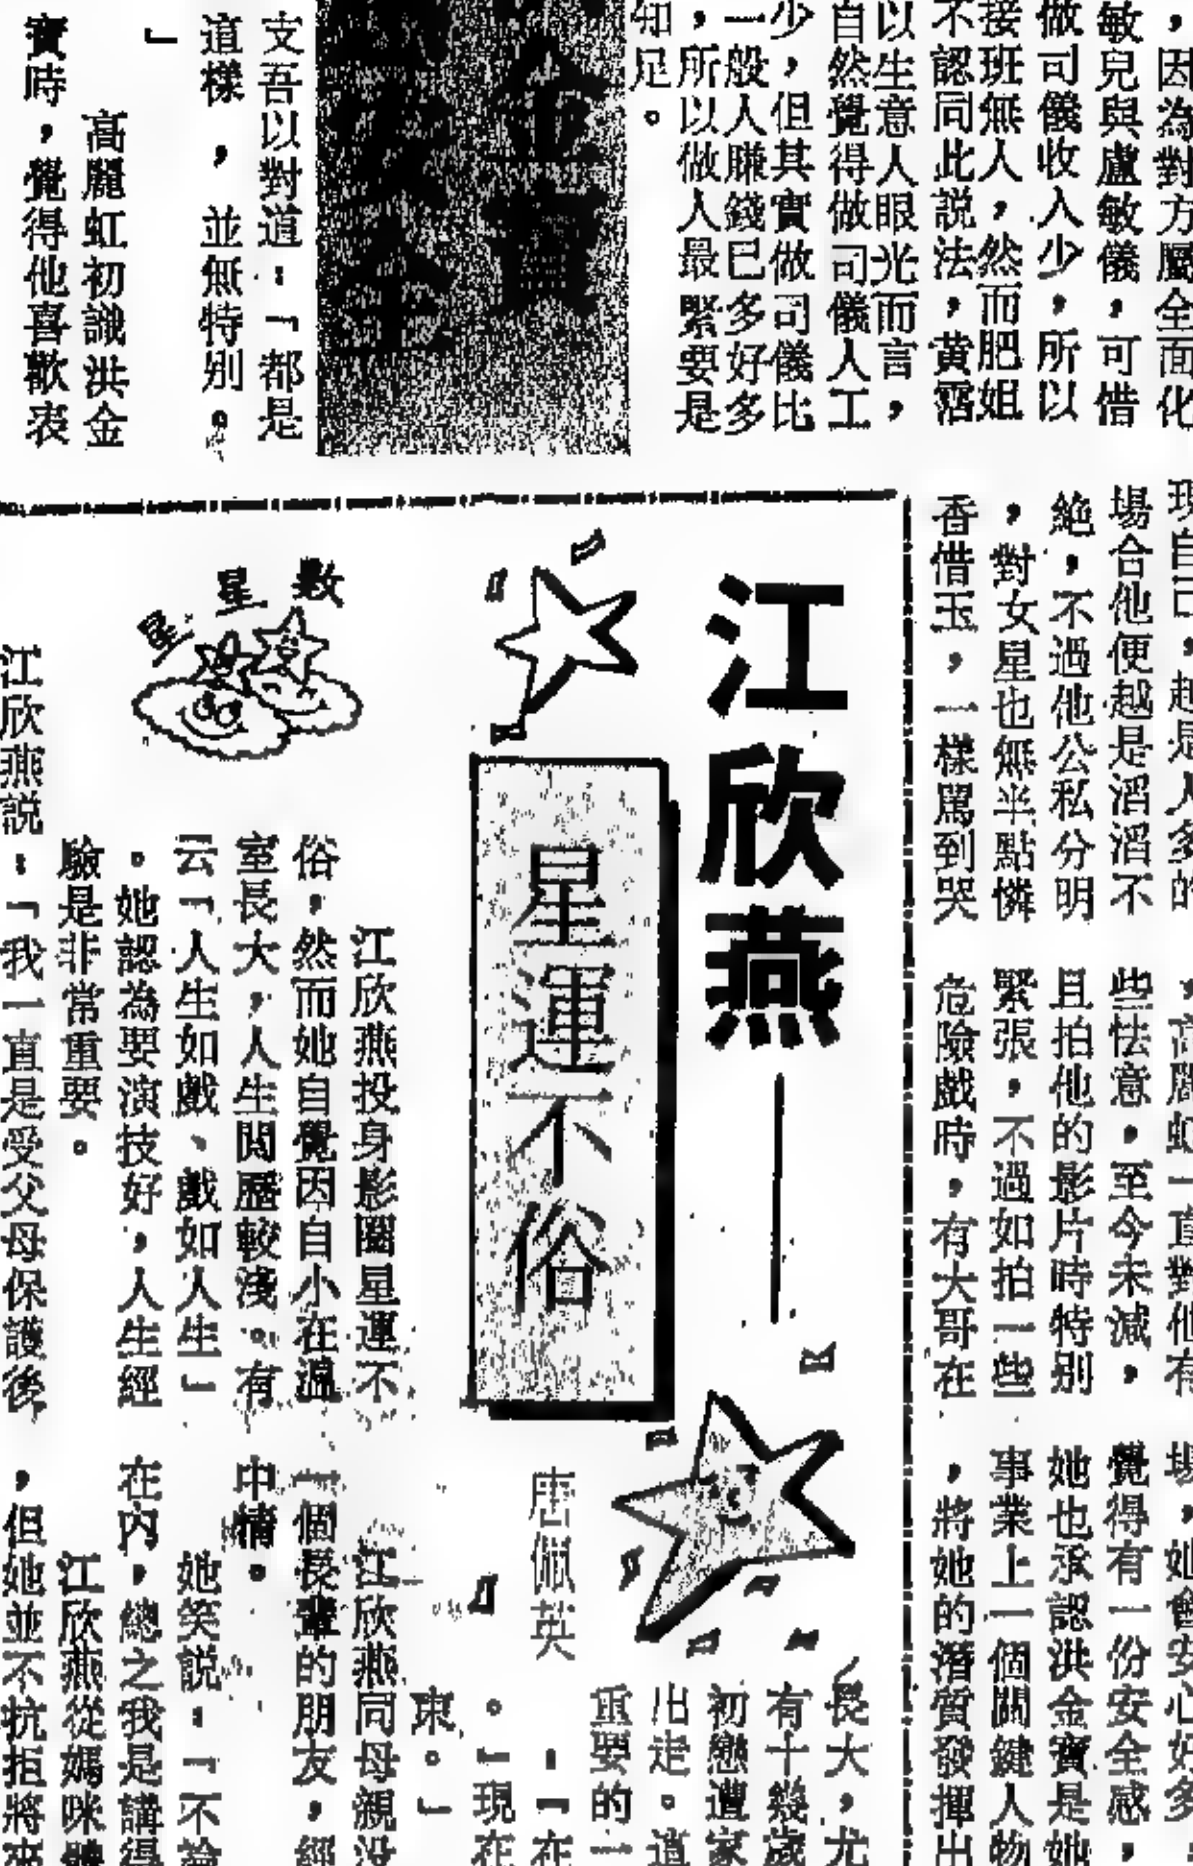 ，因為對方屬全面化
敏兒與盧敏儀，可惜
做司儀收入少，所以
接班無人，然而肥姐
不認同此説法，黃霑
以生意人眼光而言，
自然覺得做司儀人工
少，但其實做司儀比
一般人賺錢已多好多
，所以做人最緊要是
知足。
金寶
支吾以對道：「都是
這樣，並無特別。
」
高麗虹初識洪金
寶時，覺得他喜歡表
現自己，越是人多的
場合他便越是滔滔不
絶，不過他公私分明
，對女星也無半點憐
香惜玉，一樣駡到哭
，高麗虹一直對他有
些怯意，至今未減，
且拍他的影片時特別
緊張，不過如拍一些
危險戲時，有大哥在
場，她會安心好多，
覺得有一份安全感，
她也承認洪金寶是她
事業上一個關鍵人物
，將她的潛質發揮出
江欣燕——
星運不俗
唐佩英
星星數
江欣燕投身影圈星運不
俗，然而她自覺因自小在溫
室長大，人生閲歷較淺。有
云「人生如戲、戲如人生」
。她認為要演技好，人生經
驗是非常重要。
江欣燕説：「我一直是受父母保護後
長大，尤
有十幾歲
初戀遭家
出走。這
重要的一
：「在
。」現在
東。」
江欣燕同母親没
一個長輩的朋友，經
中情。
她笑説：「不論
在内，總之我是講得
江欣燕從媽咪
，但她並不抗拒將來